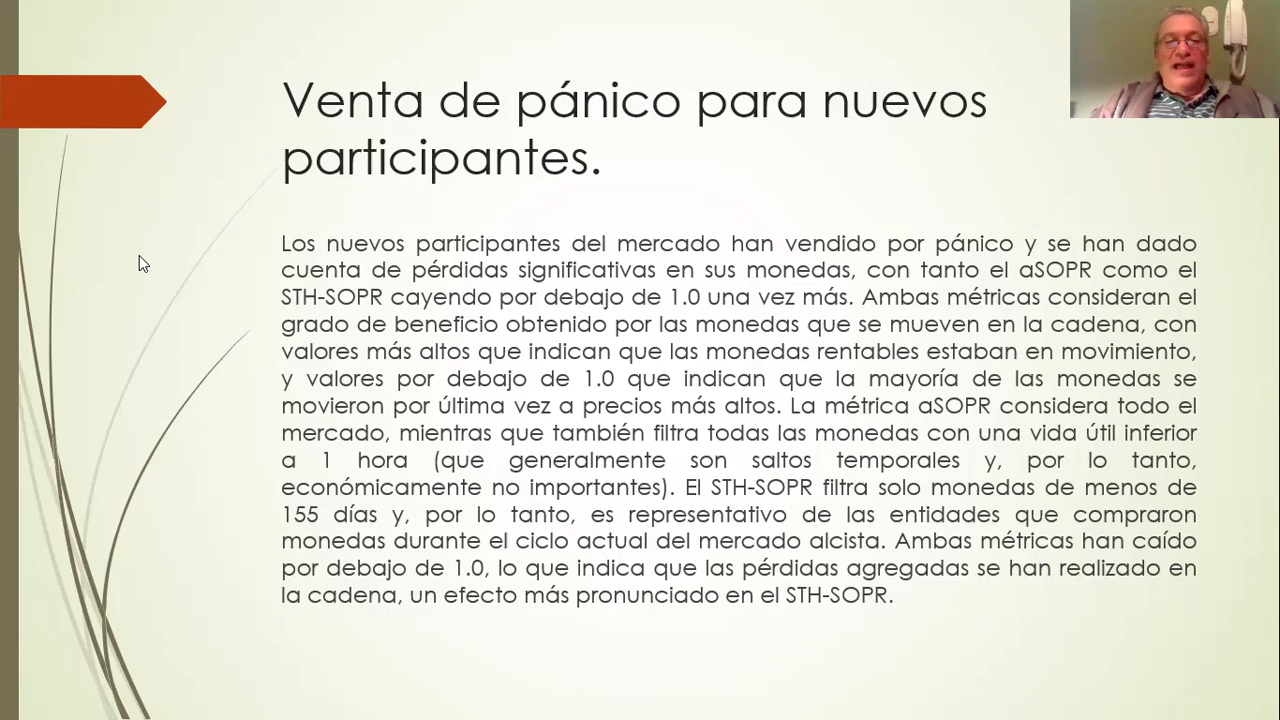 Venta de pánico para nuevos
participantes.
Los nuevos participantes del mercado han vendido por pánico y se han dado
cuenta de pérdidas significativas en sus monedas, con tanto el aSOPR como el
STH-SOPR cayendo por debajo de 1.0 una vez más. Ambas métricas consideran el
grado de beneficio obtenido por las monedas que se mueven en la cadena, con
valores más altos que indican que las monedas rentables estaban en movimiento,
y valores por debajo de 1.0 que indican que la mayoría de las monedas se
movieron por última vez a precios más altos. La métrica aSOPR considera todo el
mercado, mientras que también filtra todas las monedas con una vida útil inferior
a 1 hora (que generalmente son saltos temporales y, por lo tanto,
económicamente no importantes). El STH-SOPR filtra solo monedas de menos de
155 días y, por lo tanto, es representativo de las entidades que compraron
monedas durante el ciclo actual del mercado alcista. Ambas métricas han caído
por debajo de 1.0, lo que indica que las pérdidas agregadas se han realizado en
la cadena, un efecto más pronunciado en el STH-SOPR.